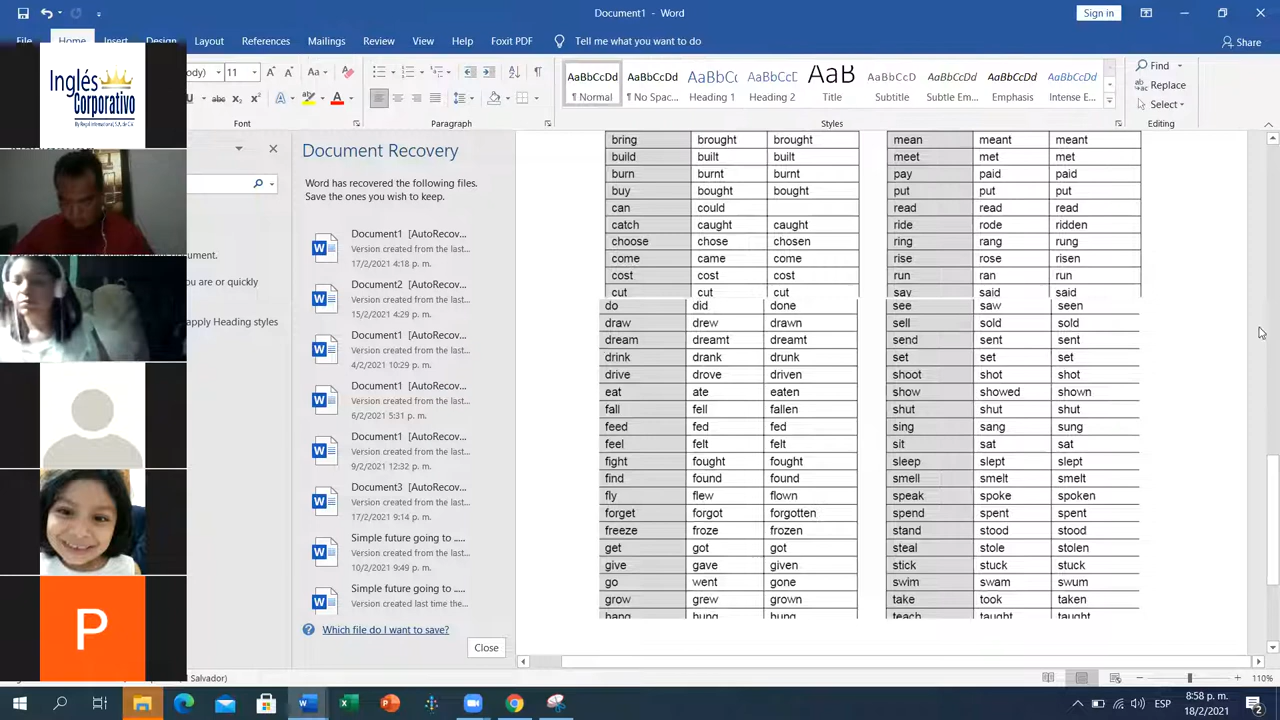 Document1 - Word
Sign in
File Home Insert Design Layout References Mailings Review View Help Foxit PDF Tell me what you want to do
Share
11
Aa
AaBbCcDd AaBbCcDd AaBbCc AaBbCcD AaB AaBbCcD AaBbCcDd AaBbCcDd AaBbCcDd
¶ Normal ¶ No Spac... Heading 1 Heading 2 Title Subtitle Subtle Em... Emphasis Intense E...
Find
Replace
Select
Font Paragraph Styles Editing
Inglés
Corporativo
Document Recovery
Word has recovered the following files.
Save the ones you wish to keep.
Document1 [AutoRecov...
Version created from the last...
17/2/2021 4:18 p. m.
Document2 [AutoRecov...
Version created from the last...
15/2/2021 4:29 p. m.
Document1 [AutoRecov...
Version created from the last...
4/2/2021 10:29 p. m.
Document1 [AutoRecov...
Version created from the last...
6/2/2021 5:31 p. m.
Document1 [AutoRecov...
Version created from the last...
9/2/2021 12:32 p. m.
Document3 [AutoRecov...
Version created from the last...
17/2/2021 9:14 p. m.
Simple future going to .....
Version created from the last...
10/2/2021 9:49 p. m.
Simple future going to .....
Version created last time the...
Which file do I want to save?
Close
ument.
u are or quickly
apply Heading styles
bring brought brought
build built built
burn burnt burnt
buy bought bought
can could
catch caught caught
choose chose chosen
come came come
cost cost cost
cut cut cut
do did done
draw drew drawn
dream dreamt dreamt
drink drank drunk
drive drove driven
eat ate eaten
fall fell fallen
feed fed fed
feel felt felt
fight fought fought
find found found
fly flew flown
forget forgot forgotten
freeze froze frozen
get got got
give gave given
go went gone
grow grew grown
hang hung hung
mean meant meant
meet met met
pay paid paid
put put put
read read read
ride rode ridden
ring rang rung
rise rose risen
run ran run
say said said
see saw seen
sell sold sold
send sent sent
set set set
shoot shot shot
show showed shown
shut shut shut
sing sang sung
sit sat sat
sleep slept slept
smell smelt smelt
speak spoke spoken
spend spent spent
stand stood stood
steal stole stolen
stick stuck stuck
swim swam swum
take took taken
teach taught taught
P
Salvador)
110%
ESP
8:58 p. m.
18/2/2021
2